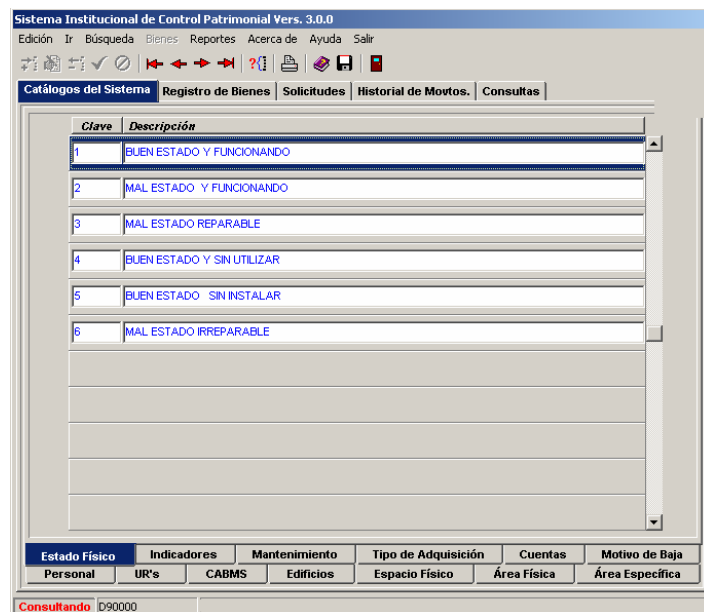 Sistema Institucional de Control Patrimonial Vers. 3.0.0
Edición Ir Búsqueda Bienes Reportes Acerca de Ayuda Salir
Catálogos del Sistema Registro de Bienes Solicitudes Historial de Movtos. Consultas
Clave Descripción
1 BUEN ESTADO Y FUNCIONANDO
2 MAL ESTADO Y FUNCIONANDO
3 MAL ESTADO REPARABLE
4 BUEN ESTADO Y SIN UTILIZAR
5 BUEN ESTADO SIN INSTALAR
6 MAL ESTADO IRREPARABLE
Estado Físico Indicadores Mantenimiento Tipo de Adquisición Cuentas Motivo de Baja
Personal UR's CABMS Edificios Espacio Físico Área Física Área Específica
Consultando D90000